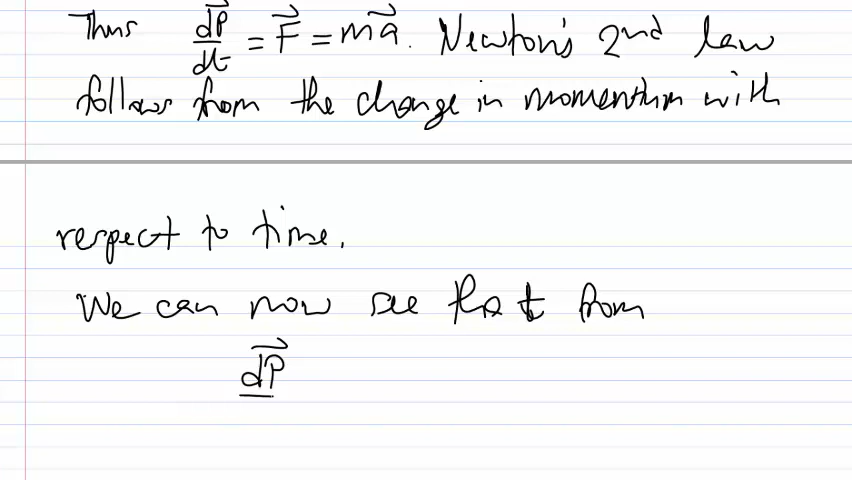 Thus dP⃗/dt = F⃗ = ma⃗. Newton's 2nd law
follows from the change in momentum with
respect to time.
We can now see that from
dP⃗